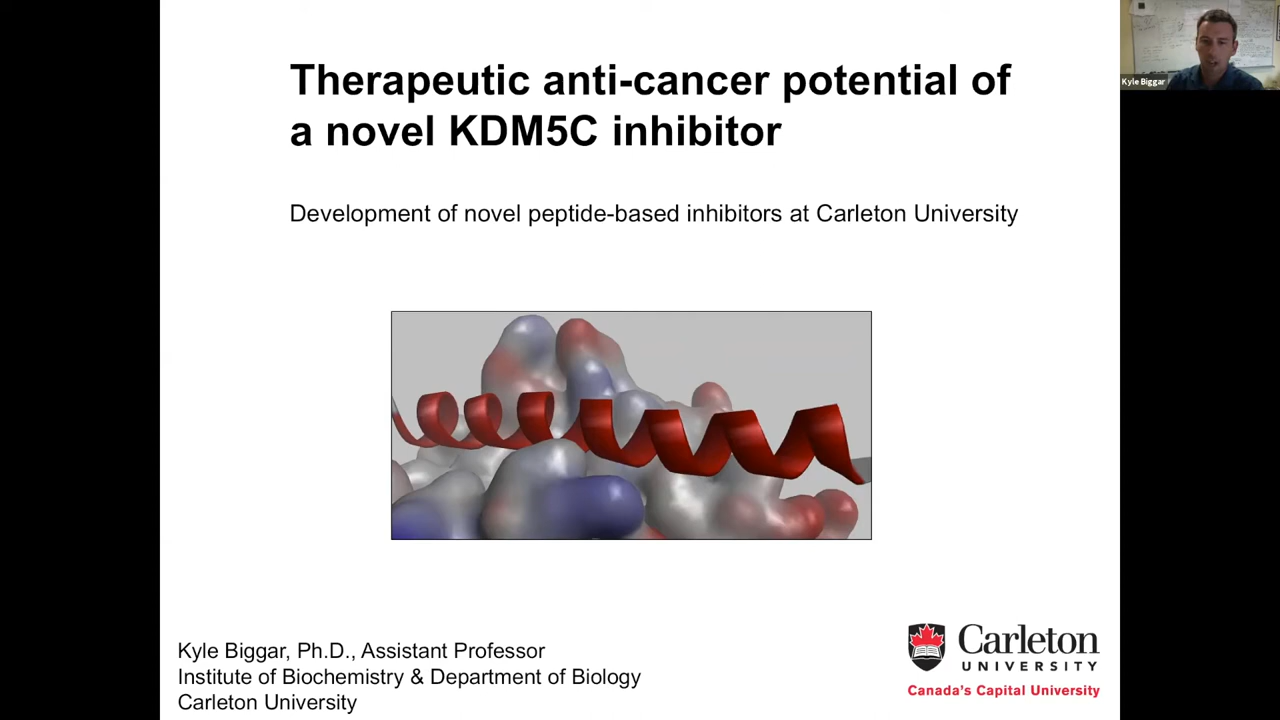 Therapeutic anti-cancer potential of
a novel KDM5C inhibitor
Kyle Biggar
Development of novel peptide-based inhibitors at Carleton University
Kyle Biggar, Ph.D., Assistant Professor
Institute of Biochemistry & Department of Biology
Carleton University
Carleton
UNIVERSITY
Canada's Capital University